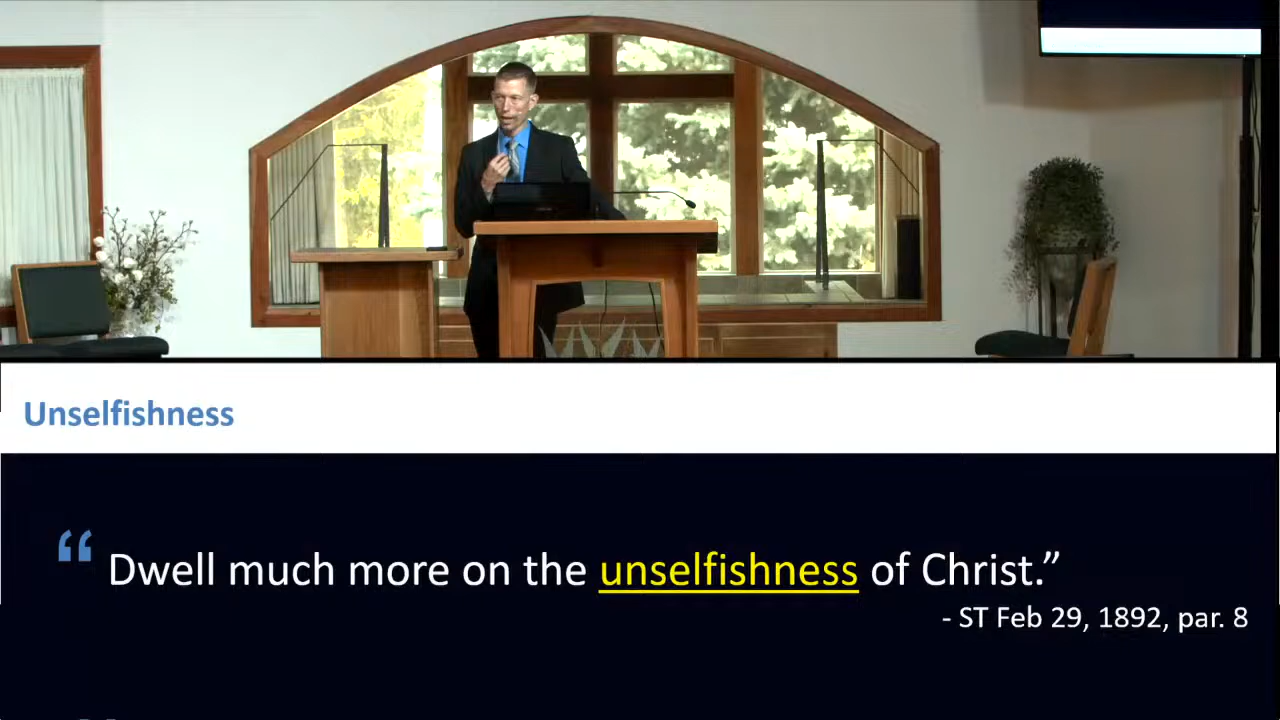 Unselfishness
“ Dwell much more on the unselfishness of Christ.”
- ST Feb 29, 1892, par. 8